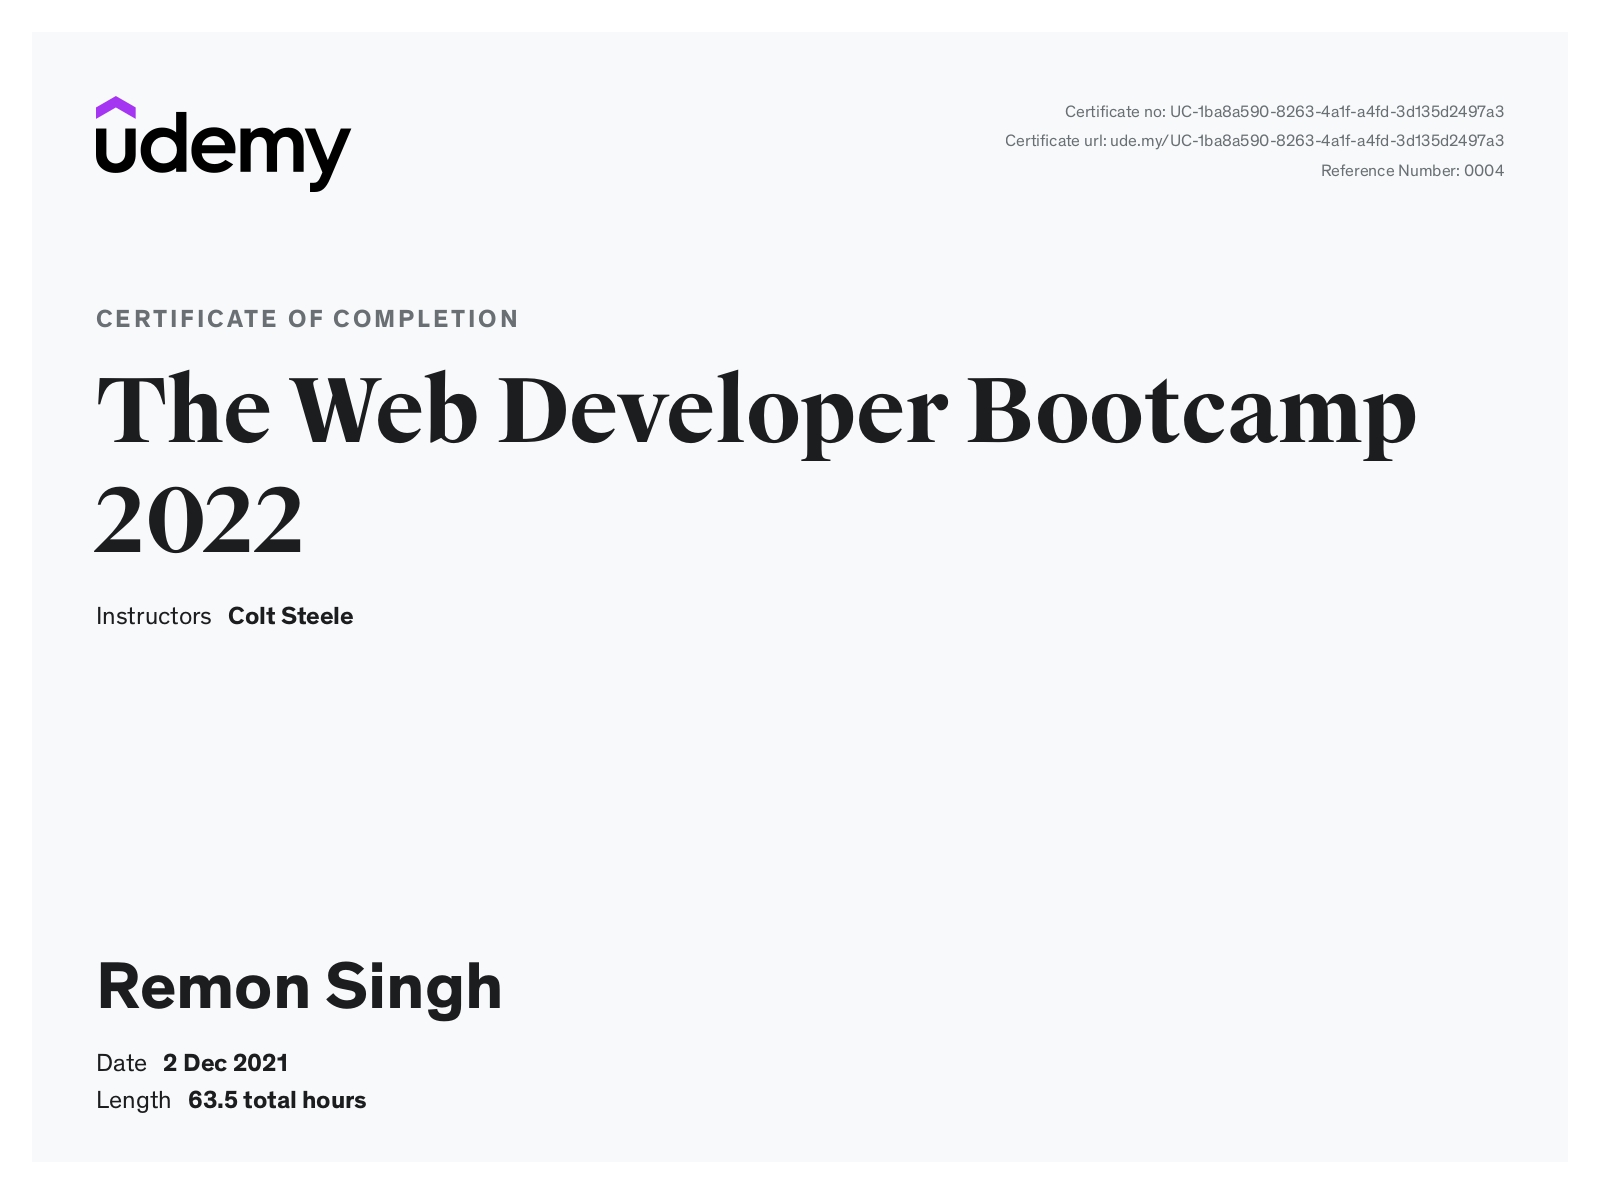 udemy
Certificate no: UC-1ba8a590-8263-4a1f-a4fd-3d135d2497a3
Certificate url: ude.my/UC-1ba8a590-8263-4a1f-a4fd-3d135d2497a3
Reference Number: 0004
CERTIFICATE OF COMPLETION
The Web Developer Bootcamp
2022
Instructors Colt Steele
Remon Singh
Date 2 Dec 2021
Length 63.5 total hours